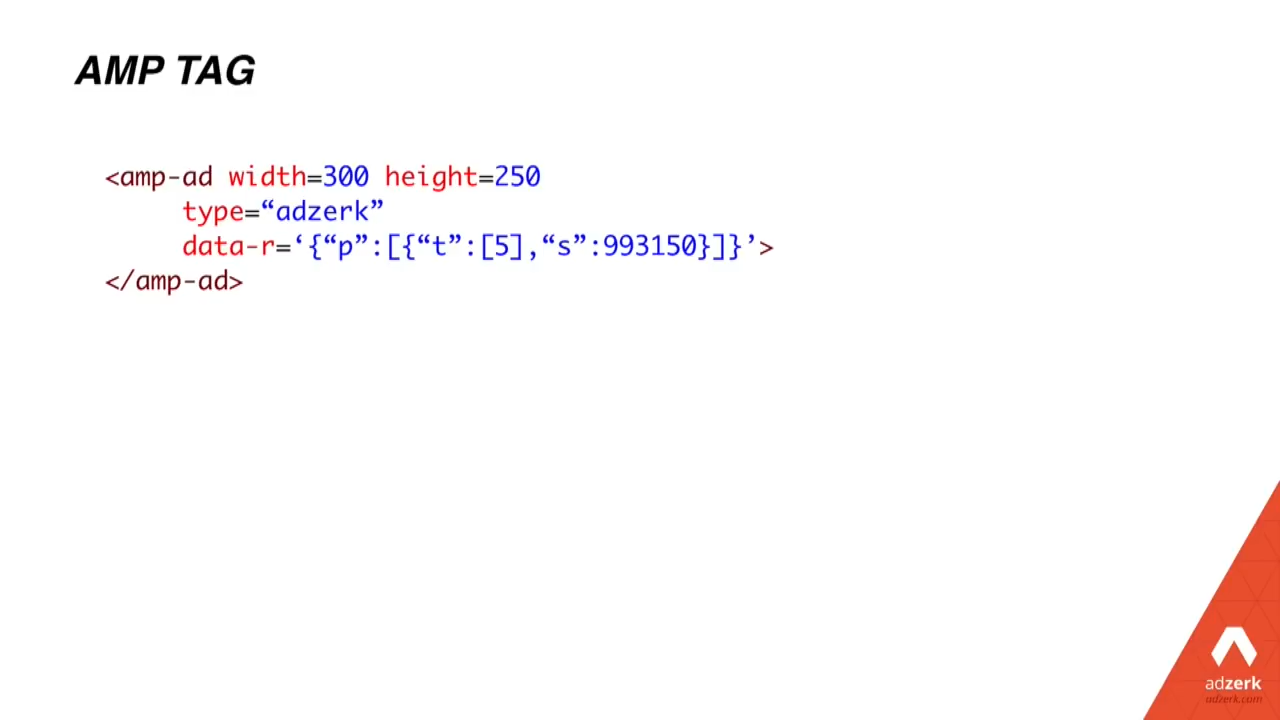 AMP TAG
<amp-ad width=300 height=250
type=“adzerk”
data-r=‘{“p”:[{“t”:[5],“s”:993150}]}’>
</amp-ad>
adzerk
adzerk.com